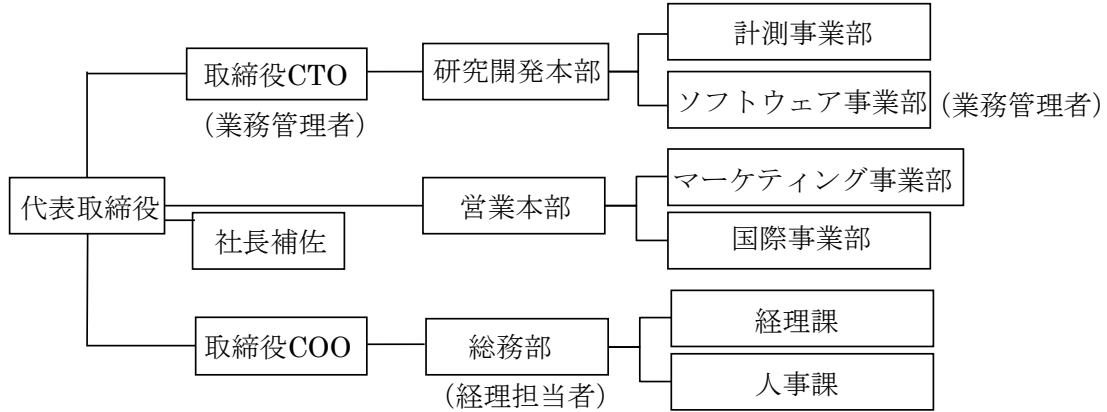 取締役CTO
(業務管理者)
研究開発本部
計測事業部
ソフトウェア事業部
(業務管理者)
代表取締役
社長補佐
営業本部
マーケティング事業部
国際事業部
取締役COO
総務部
(経理担当者)
経理課
人事課